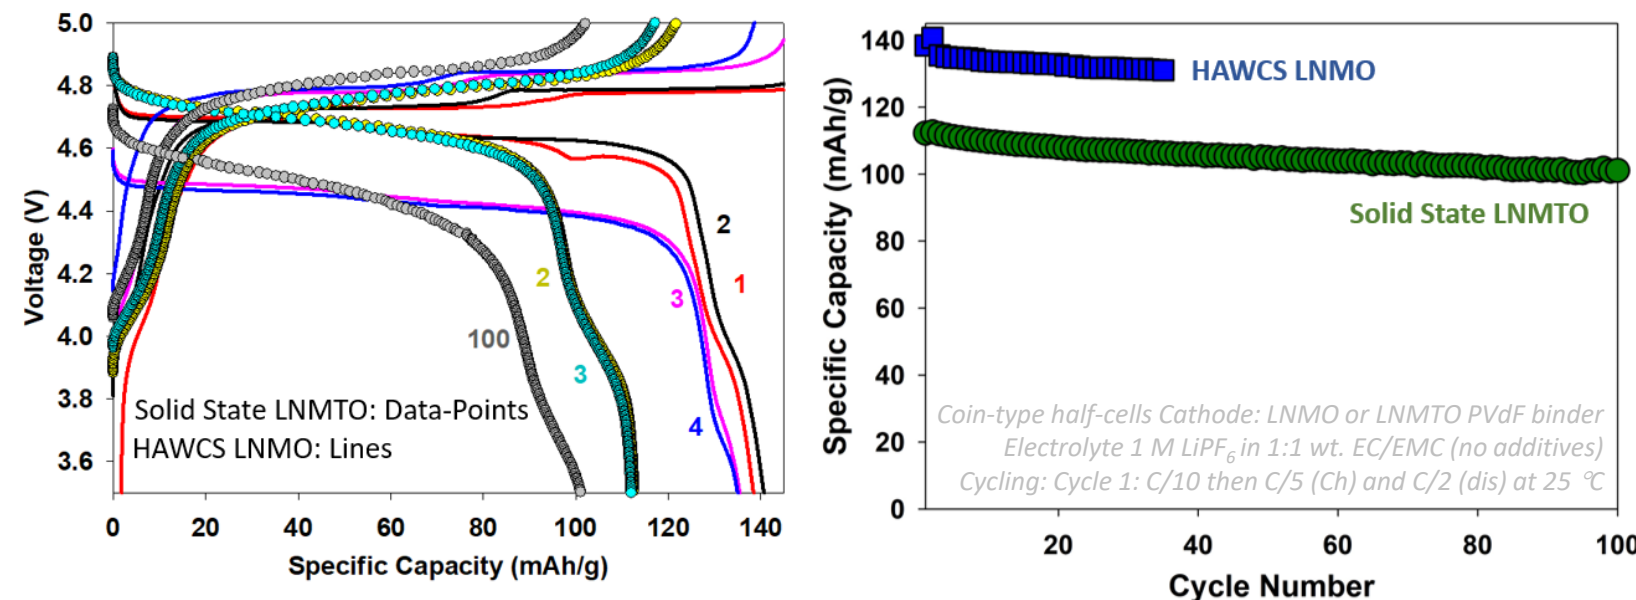 5.0
4.8
4.6
4.4
4.2
4.0
3.8
3.6
Voltage (V)
2
1
2
3
100
3
4
Solid State LNMTO: Data-Points
HAWCS LNMO: Lines
0 20 40 60 80 100 120 140
Specific Capacity (mAh/g)
140
120
100
80
60
40
20
0
Specific Capacity (mAh/g)
HAWCS LNMO
Solid State LNMTO
Coin-type half-cells Cathode: LNMO or LNMTO PVdF binder
Electrolyte 1 M LiPF₆ in 1:1 wt. EC/EMC (no additives)
Cycling: Cycle 1: C/10 then C/5 (Ch) and C/2 (dis) at 25 °C
20 40 60 80 100
Cycle Number